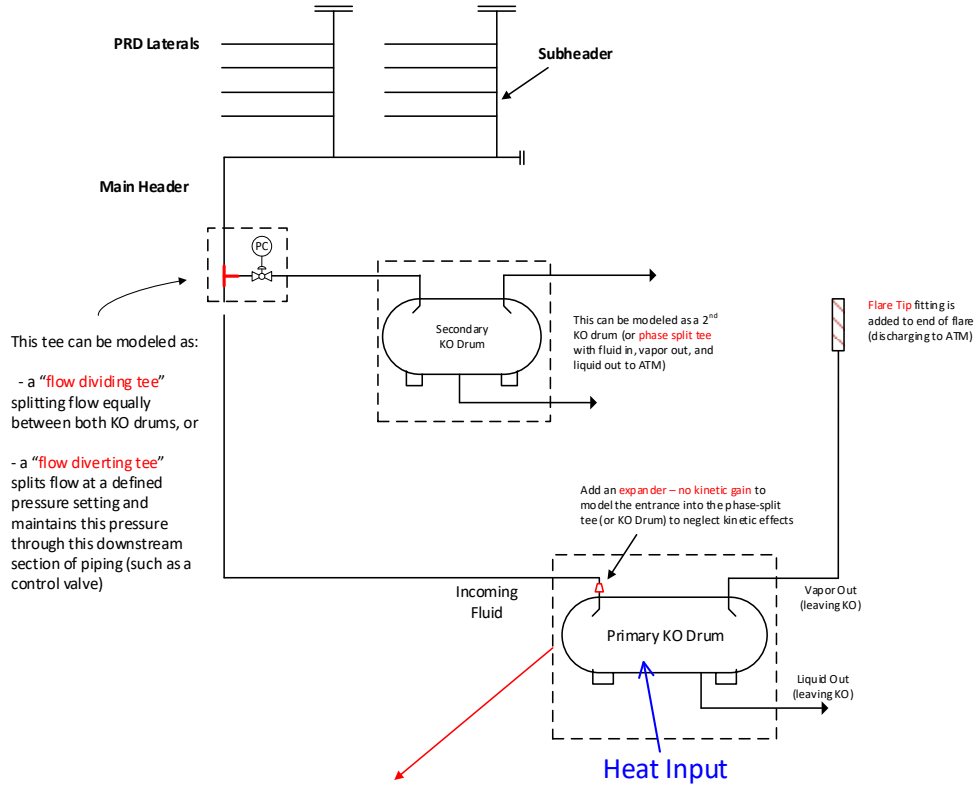 PRD Laterals
Subheader
Main Header
PC
This tee can be modeled as:
- a “flow dividing tee”
splitting flow equally
between both KO drums, or
- a “flow diverting tee”
splits flow at a defined
pressure setting and
maintains this pressure
through this downstream
section of piping (such as a
control valve)
Secondary
KO Drum
This can be modeled as a 2nd
KO drum (or phase split tee
with fluid in, vapor out, and
liquid out to ATM)
Flare Tip fitting is
added to end of flare
(discharging to ATM)
Add an expander – no kinetic gain to
model the entrance into the phase-split
tee (or KO Drum) to neglect kinetic effects
Incoming
Fluid
Vapor Out
(leaving KO)
Primary KO Drum
Liquid Out
(leaving KO)
Heat Input